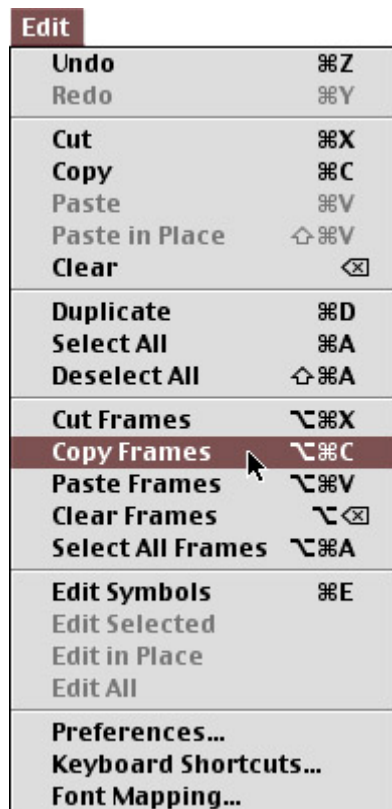 Edit
Undo ⌘Z
Redo ⌘Y
Cut ⌘X
Copy ⌘C
Paste ⌘V
Paste in Place ⇧⌘V
Clear ⌫
Duplicate ⌘D
Select All ⌘A
Deselect All ⇧⌘A
Cut Frames ⌥⌘X
Copy Frames ⌥⌘C
Paste Frames ⌥⌘V
Clear Frames ⌥⌫
Select All Frames ⌥⌘A
Edit Symbols ⌘E
Edit Selected
Edit in Place
Edit All
Preferences...
Keyboard Shortcuts...
Font Mapping...